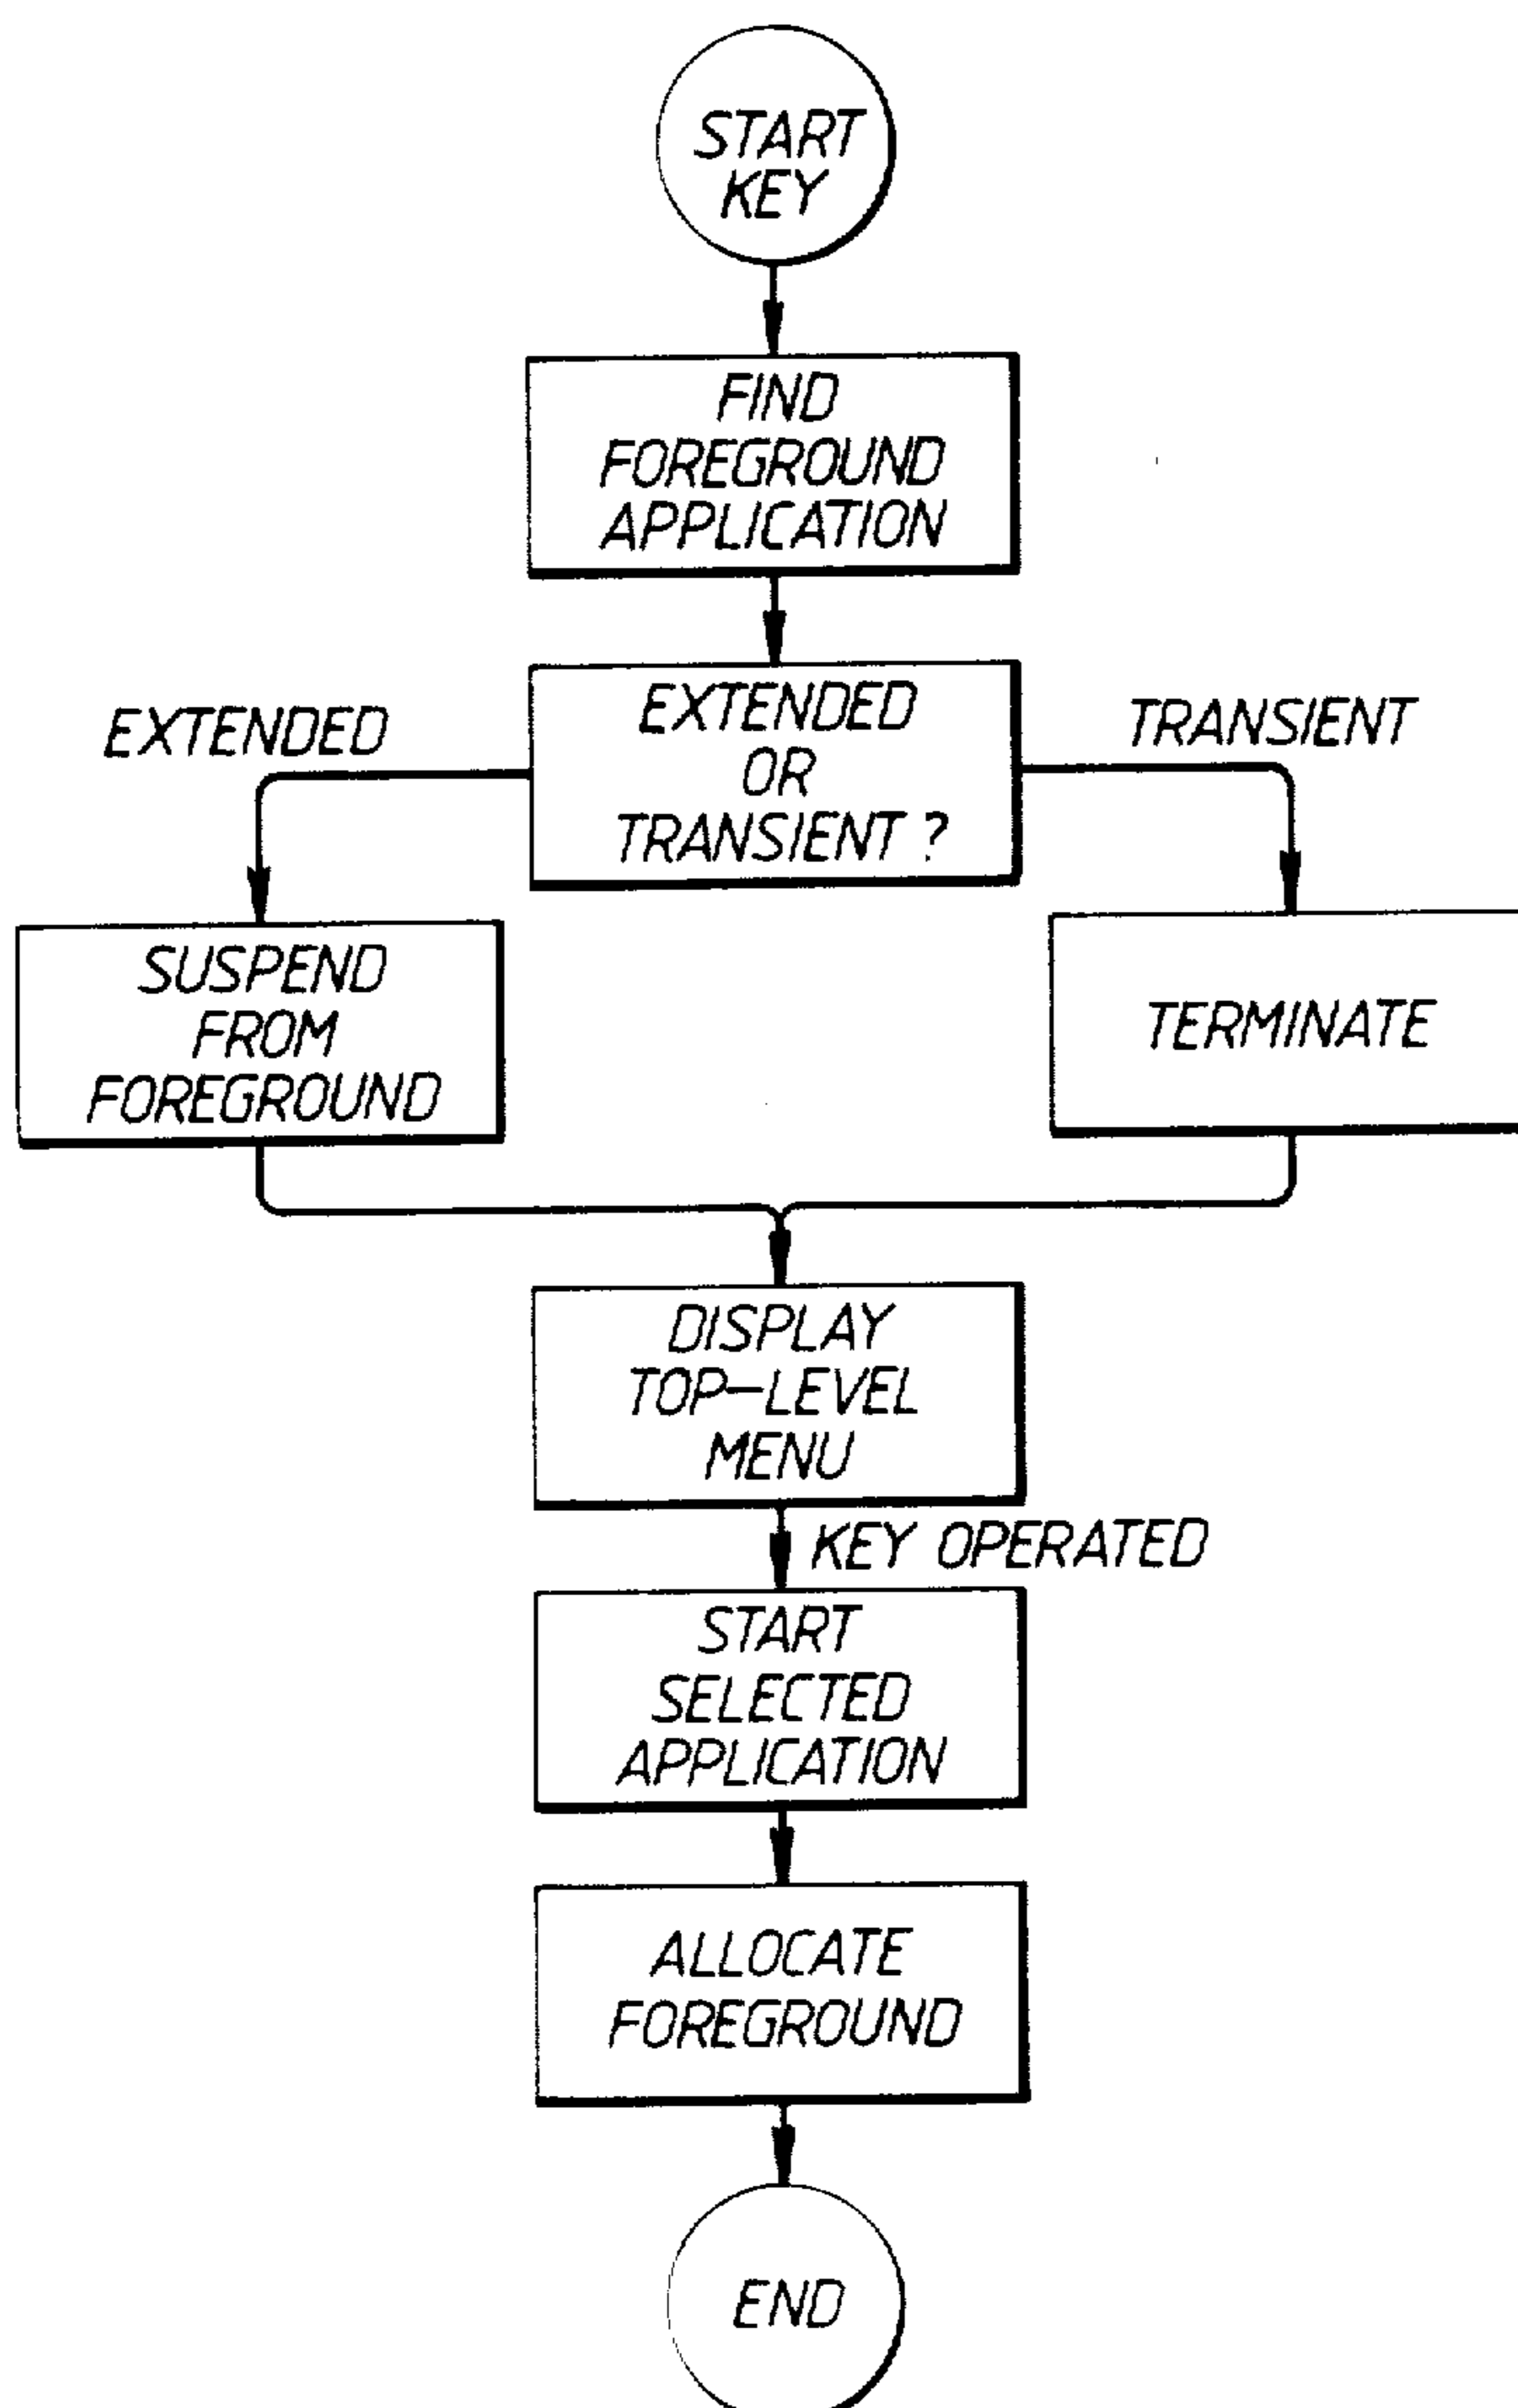 START
KEY
FIND
FOREGROUND
APPLICATION
EXTENDED
OR
TRANSIENT ?
EXTENDED
TRANSIENT
SUSPEND
FROM
FOREGROUND
TERMINATE
DISPLAY
TOP-LEVEL
MENU
KEY OPERATED
START
SELECTED
APPLICATION
ALLOCATE
FOREGROUND
END